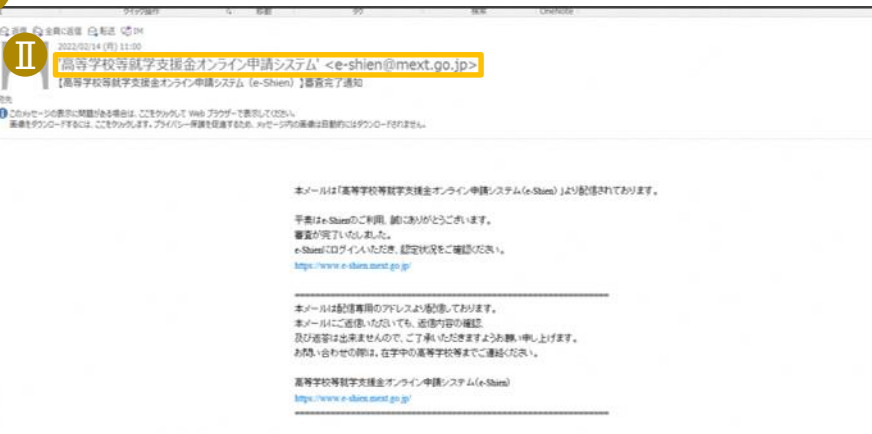 クイック操作 移動 タグ 検索 OneNote
返信 全員に返信 転送 IM
2022/02/14 (月) 11:00
Ⅱ
'高等学校等就学支援金オンライン申請システム' <e-shien@mext.go.jp>
【高等学校等就学支援金オンライン申請システム（e-Shien）】審査完了通知
宛先
このメッセージの表示に問題がある場合は、ここをクリックして Web ブラウザーで表示してください。
画像をダウンロードするには、ここをクリックします。プライバシー保護を促進するため、メッセージ内の画像は自動的にはダウンロードされません。
本メールは「高等学校等就学支援金オンライン申請システム（e-Shien）」より配信されております。
平素はe-Shienのご利用、誠にありがとうございます。
審査が完了いたしました。
e-Shienにログインいただき、認定状況をご確認ください。
https://www.e-shien.mext.go.jp/
本メールは配信専用のアドレスより配信しております。
本メールにご返信いただいても、返信内容の確認、
及び返答は出来ませんので、ご了承いただきますようお願い申し上げます。
お問い合わせの際は、在学中の高等学校等までご連絡ください。
高等学校等就学支援金オンライン申請システム（e-Shien）
https://www.e-shien.mext.go.jp/